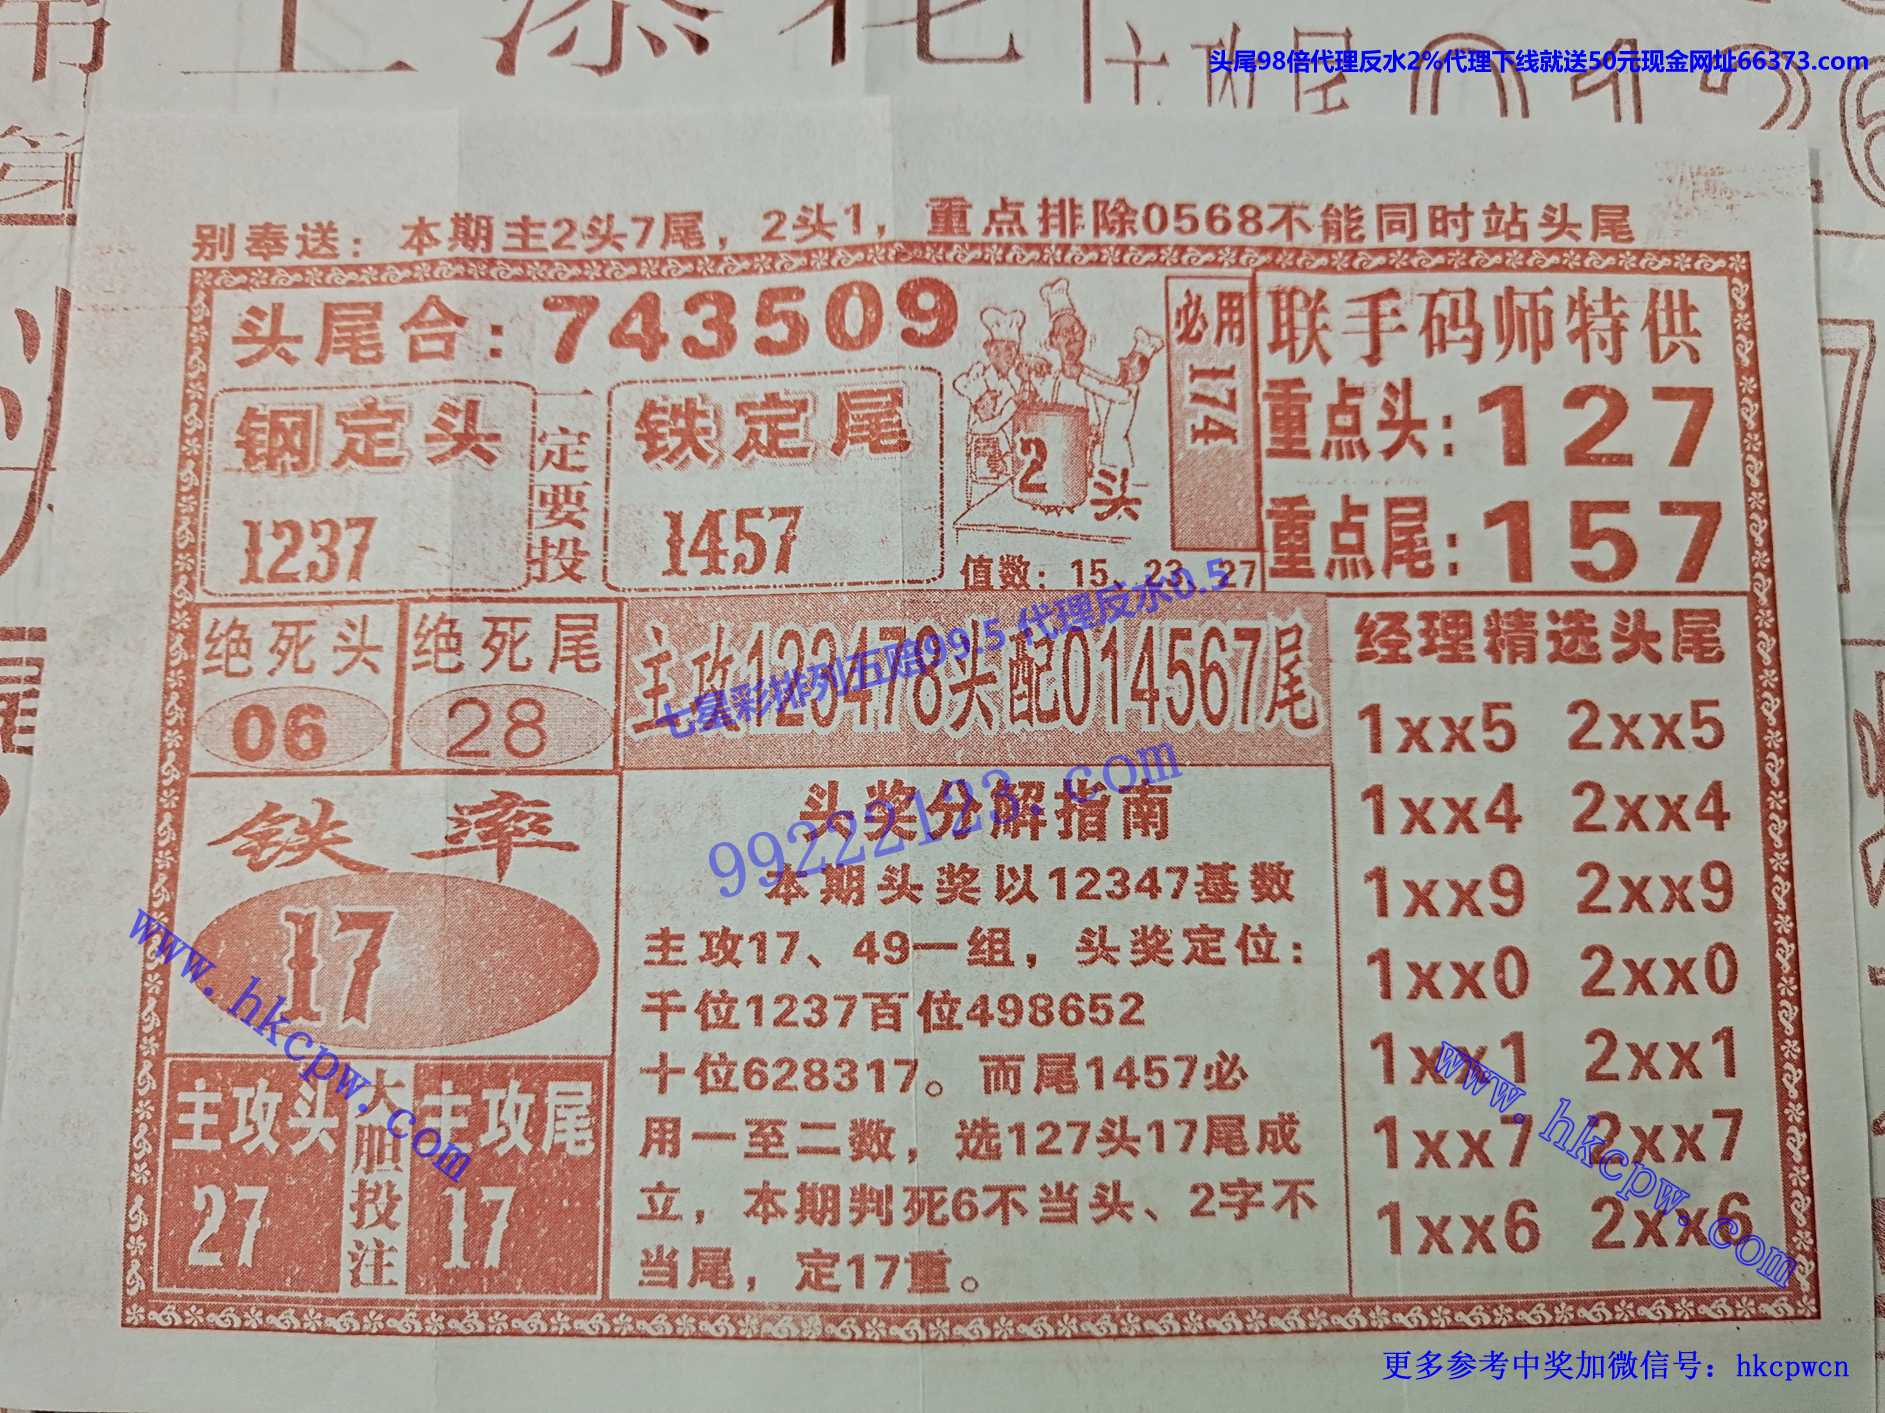 头尾98倍代理反水2%代理下线就送50元现金网址66373.com
上添花
别奉送：本期主2头7尾，2头1，重点排除0568不能同时站头尾
头尾合：743509
钢定头
1237
一定要投
铁定尾
1457
2头
必用174
值数：15、23、27
联手码师特供
重点头：127
重点尾：157
绝死头
06
绝死尾
28
主攻123478头配014567尾
七星彩排列五赔99.5 代理反水0.5
99222123.com
铁率
17
www.hkcpw.com
主攻头
27
大胆投注
主攻尾
17
头奖分解指南
本期头奖以12347基数
主攻17、49一组，头奖定位：
千位1237百位498652
十位628317。而尾1457必
用一至二数，选127头17尾成
立，本期判死6不当头、2字不
当尾，定17重。
经理精选头尾
1xx5 2xx5
1xx4 2xx4
1xx9 2xx9
1xx0 2xx0
1xx1 2xx1
1xx7 2xx7
1xx6 2xx6
www.hkcpw.com
更多参考中奖加微信号：hkcpwcn